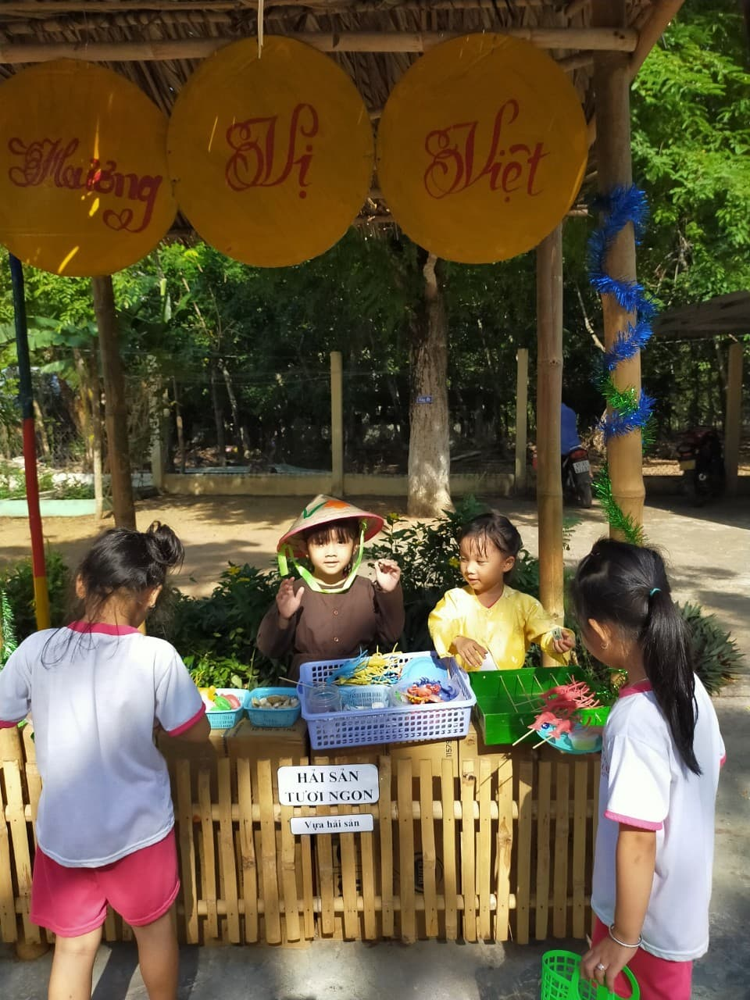 Hương Vị Việt
HẢI SẢN
TƯƠI NGON
Vựa hải sản